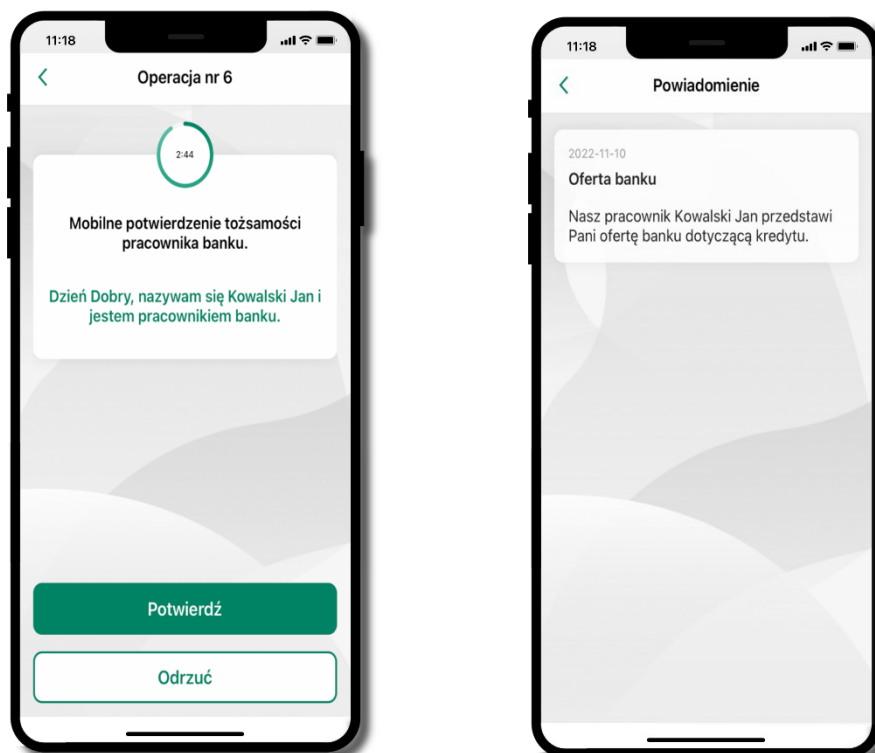 11:18
Operacja nr 6
2:44
Mobilne potwierdzenie tożsamości
pracownika banku.
Dzień Dobry, nazywam się Kowalski Jan i
jestem pracownikiem banku.
Potwierdź
Odrzuć
11:18
Powiadomienie
2022-11-10
Oferta banku
Nasz pracownik Kowalski Jan przedstawi
Pani ofertę banku dotyczącą kredytu.